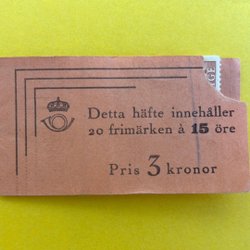 Detta häfte innehåller
20 frimärken à 15 öre
Pris 3 kronor